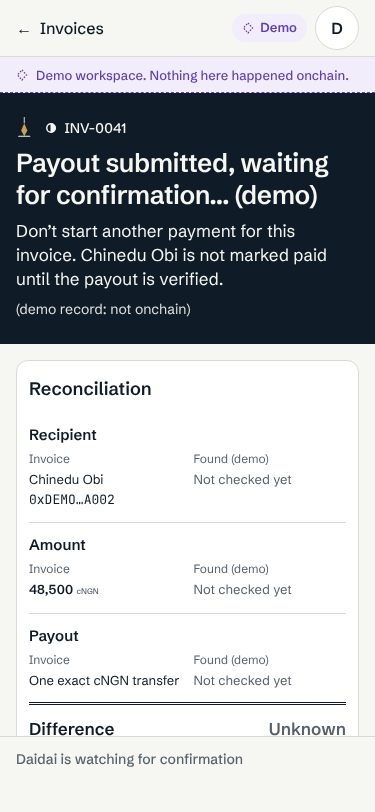 ← Invoices
Demo
D
Demo workspace. Nothing here happened onchain.
INV-0041
Payout submitted, waiting
for confirmation... (demo)
Don't start another payment for this
invoice. Chinedu Obi is not marked paid
until the payout is verified.
(demo record: not onchain)
Reconciliation
Recipient
Invoice Found (demo)
Chinedu Obi Not checked yet
0xDEMO…A002
Amount
Invoice Found (demo)
48,500 cNGN Not checked yet
Payout
Invoice Found (demo)
One exact cNGN transfer Not checked yet
Difference Unknown
Daidai is watching for confirmation